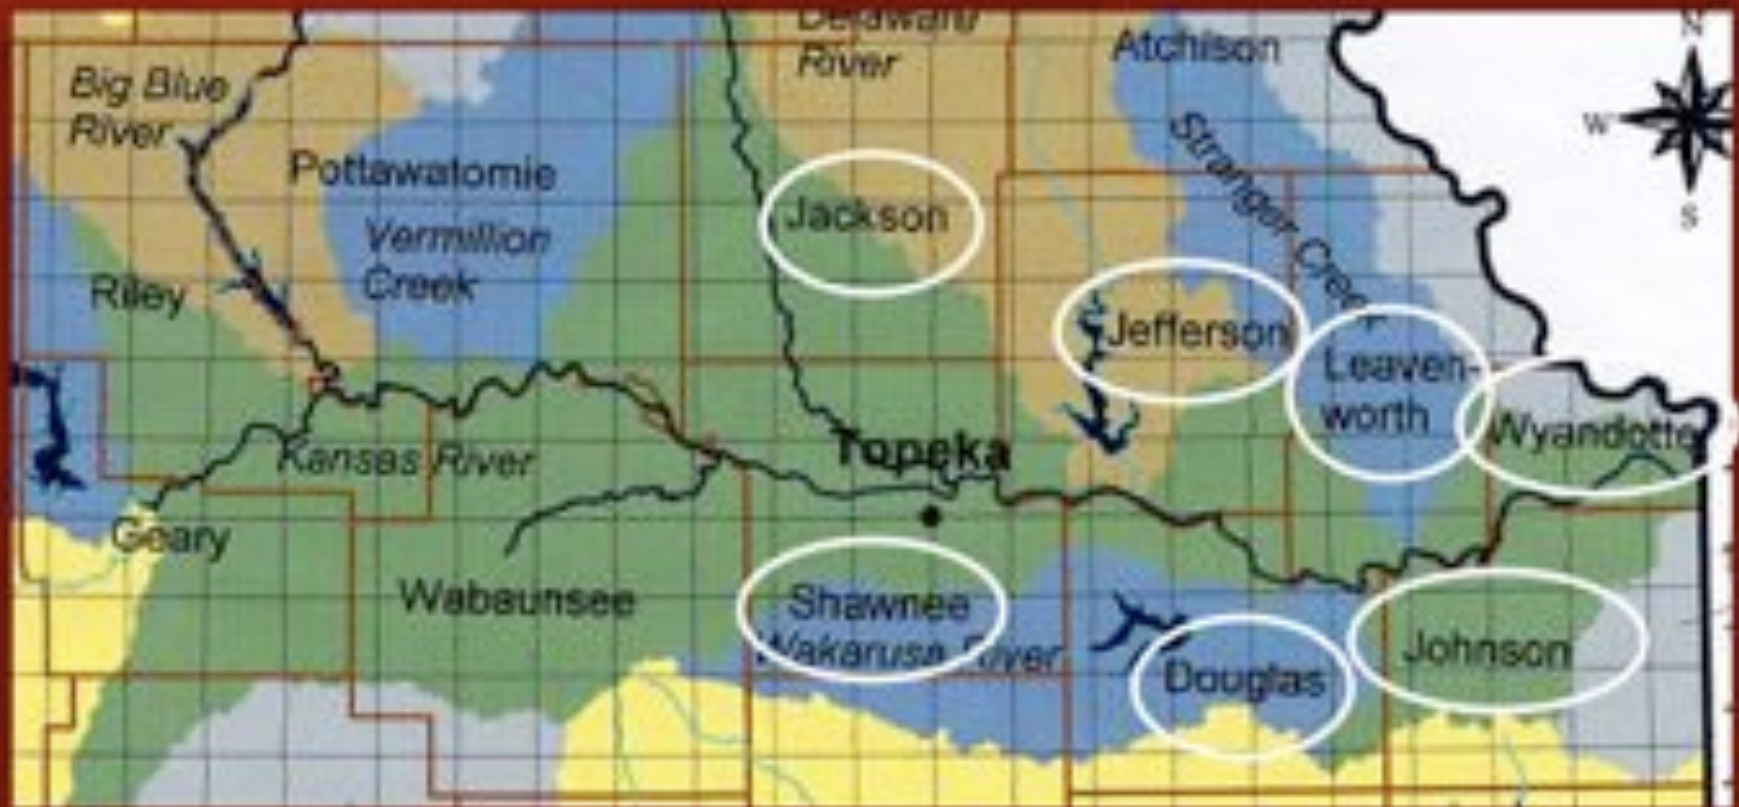 Delaware
River
Atchison
N
Big Blue
River
W
Stranger Creek
Pottawatomie
Jackson
S
Vermillion
Creek
Riley
Jefferson
Leaven-
worth
Wyandotte
Topeka
Kansas River
Geary
Wabaunsee
Shawnee
Wakarusa River
Johnson
Douglas